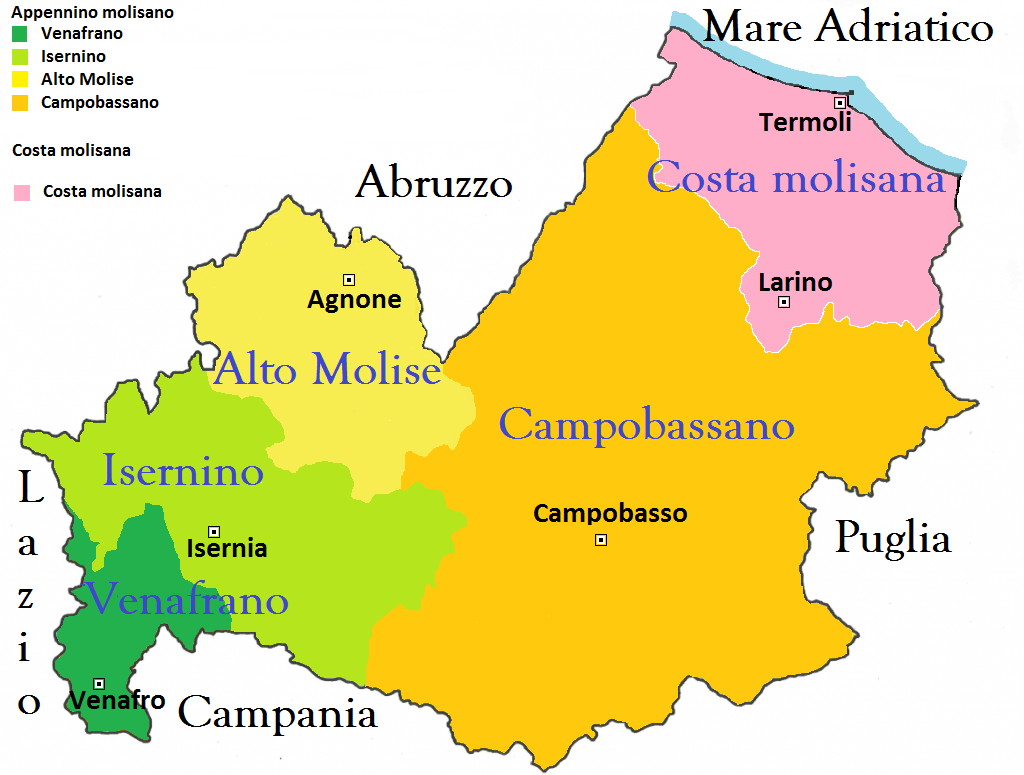 Appennino molisano
Venafrano
Isernino
Alto Molise
Campobassano
Costa molisana
Costa molisana
Mare Adriatico
Termoli
Costa molisana
Abruzzo
Larino
Agnone
Alto Molise
Campobassano
Isernino
Lazio
Campobasso
Isernia
Puglia
Venafrano
Venafro
Campania